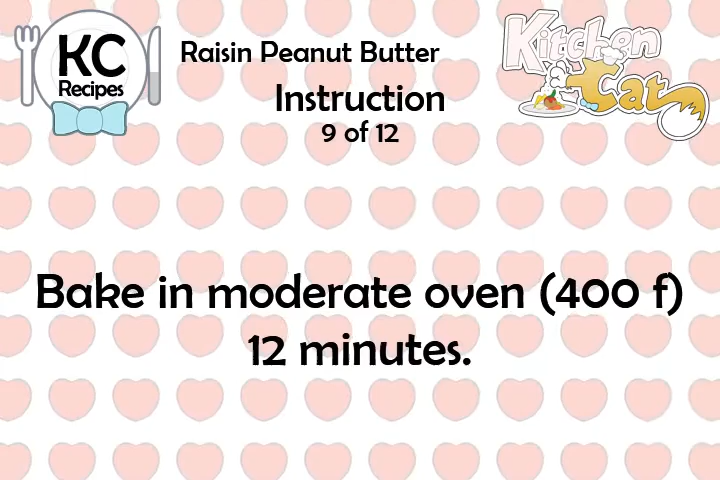 KC
Recipes
Raisin Peanut Butter
Instruction
9 of 12
Kitchen
Cat
Bake in moderate oven (400 f)
12 minutes.